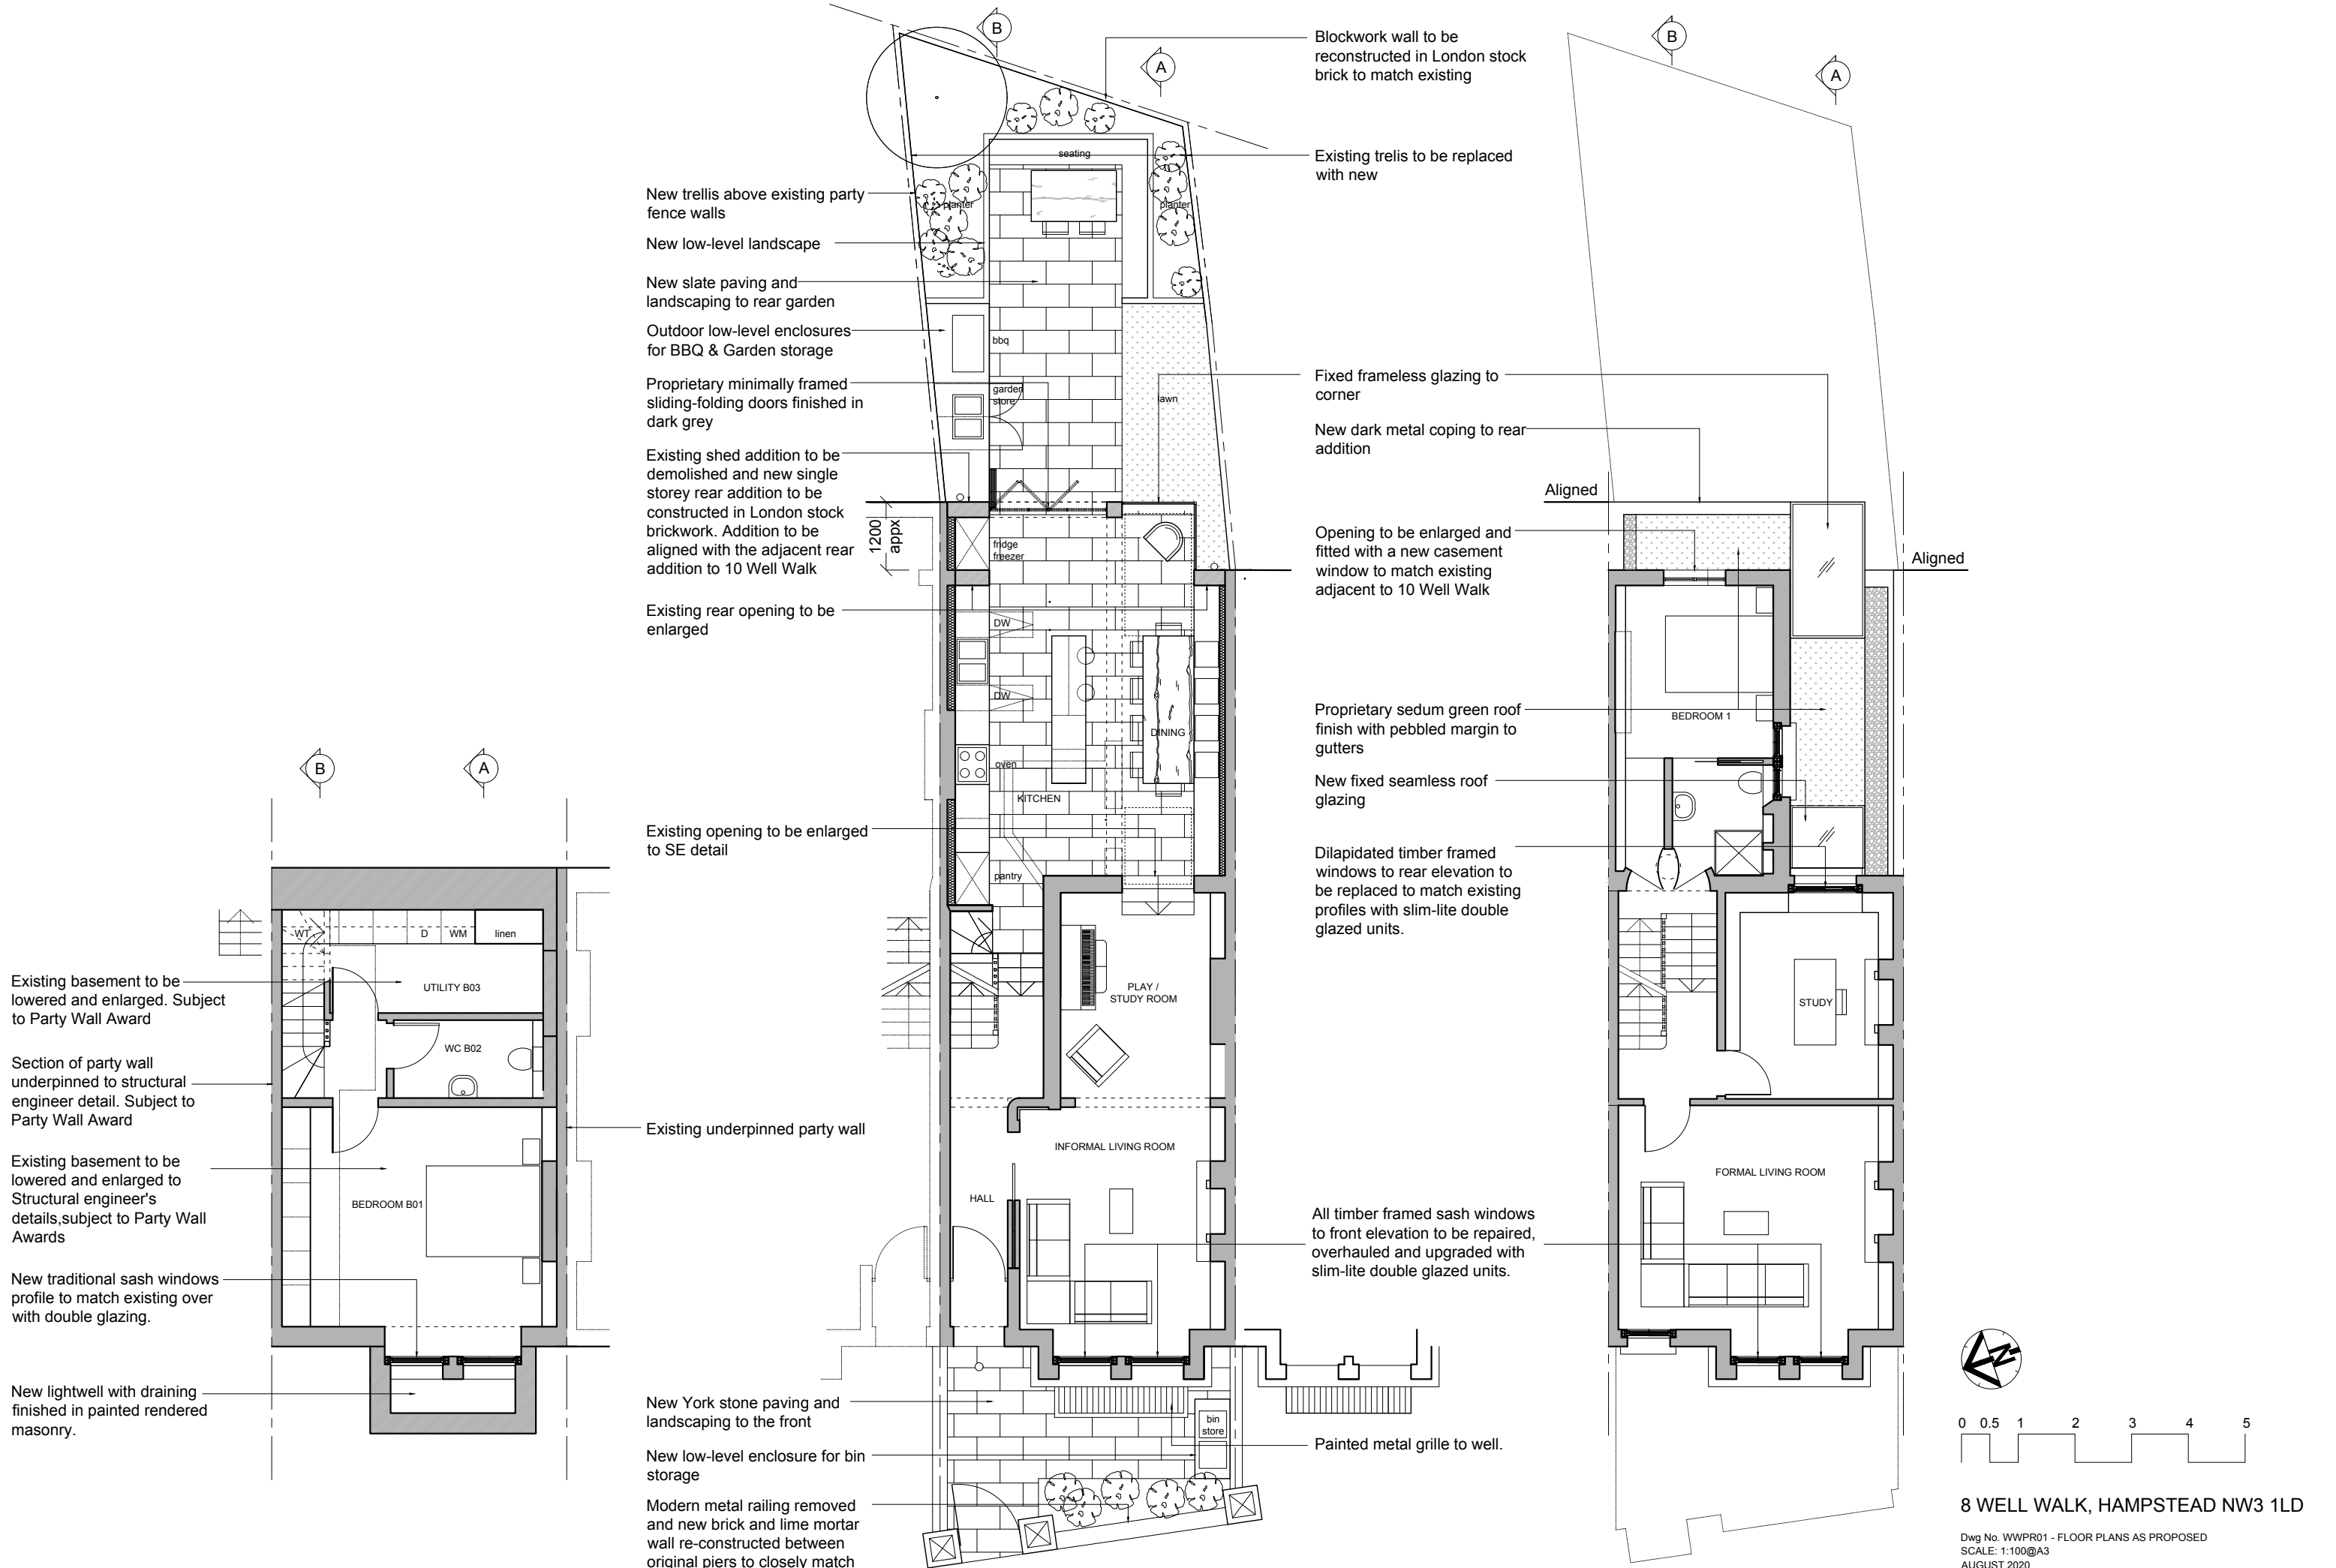 B
A
Blockwork wall to be
reconstructed in London stock
brick to match existing
B
A
seating
Existing trelis to be replaced
with new
New trellis above existing party
fence walls
planter
planter
New low-level landscape
New slate paving and
landscaping to rear garden
Outdoor low-level enclosures
for BBQ & Garden storage
bbq
Proprietary minimally framed
sliding-folding doors finished in
dark grey
garden
store
lawn
Fixed frameless glazing to
corner
New dark metal coping to rear
addition
Existing shed addition to be
demolished and new single
storey rear addition to be
constructed in London stock
brickwork. Addition to be
aligned with the adjacent rear
addition to 10 Well Walk
1200
appx
fridge
freezer
Aligned
Aligned
Opening to be enlarged and
fitted with a new casement
window to match existing
adjacent to 10 Well Walk
Existing rear opening to be
enlarged
DW
DW
DINING
oven
KITCHEN
pantry
BEDROOM 1
Proprietary sedum green roof
finish with pebbled margin to
gutters
New fixed seamless roof
glazing
Existing opening to be enlarged
to SE detail
Dilapidated timber framed
windows to rear elevation to
be replaced to match existing
profiles with slim-lite double
glazed units.
B
A
WT
D
WM
linen
UTILITY B03
WC B02
BEDROOM B01
Existing basement to be
lowered and enlarged. Subject
to Party Wall Award
Section of party wall
underpinned to structural
engineer detail. Subject to
Party Wall Award
Existing basement to be
lowered and enlarged to
Structural engineer's
details,subject to Party Wall
Awards
New traditional sash windows
profile to match existing over
with double glazing.
New lightwell with draining
finished in painted rendered
masonry.
Existing underpinned party wall
PLAY /
STUDY ROOM
INFORMAL LIVING ROOM
HALL
STUDY
FORMAL LIVING ROOM
All timber framed sash windows
to front elevation to be repaired,
overhauled and upgraded with
slim-lite double glazed units.
New York stone paving and
landscaping to the front
New low-level enclosure for bin
storage
bin
store
Painted metal grille to well.
Modern metal railing removed
and new brick and lime mortar
wall re-constructed between
original piers to closely match
N
0 0.5 1 2 3 4 5
8 WELL WALK, HAMPSTEAD NW3 1LD
Dwg No. WWPR01 - FLOOR PLANS AS PROPOSED
SCALE: 1:100@A3
AUGUST 2020